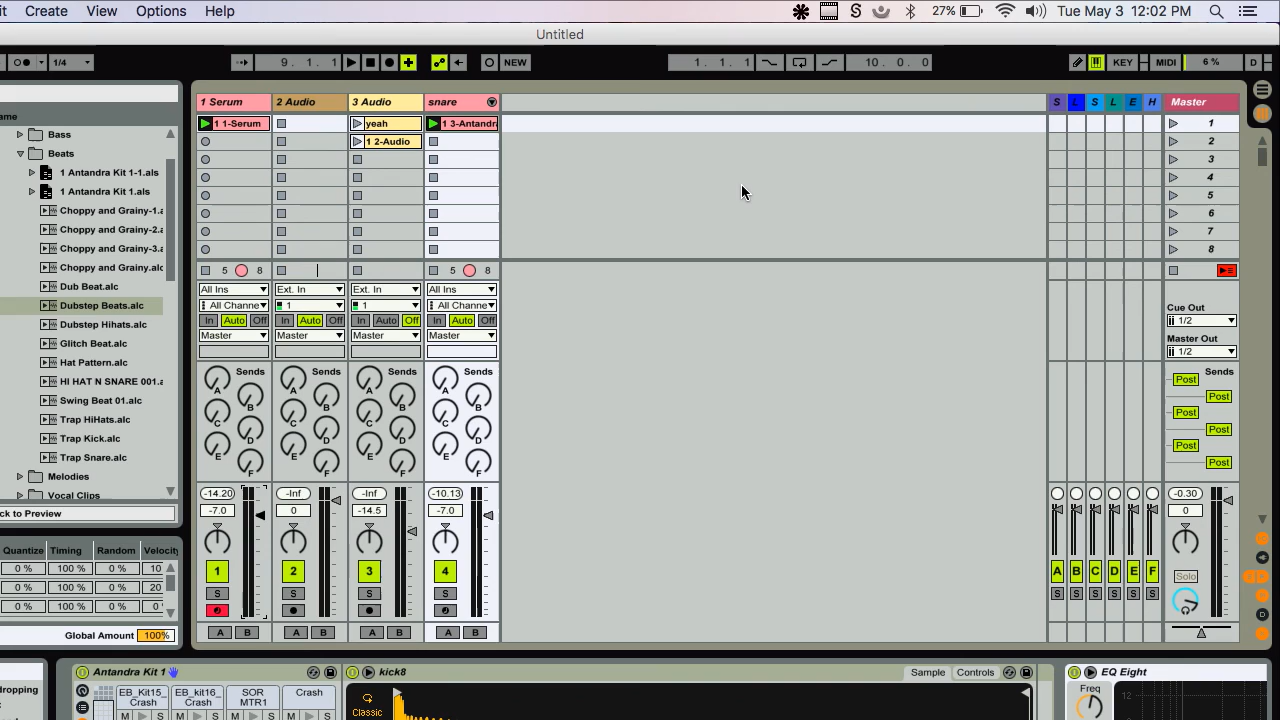 it Create View Options Help 27% Tue May 3 12:02 PM
Untitled
1/4 9. 1. 1 NEW 1. 1. 1 10. 0. 0 KEY MIDI 6 % D
1 Serum 2 Audio 3 Audio snare S L S L E H Master
ame
1 1-Serum yeah 1 3-Antandr 1
Bass
1 2-Audio 2
Beats
3
1 Antandra Kit 1-1.als
4
1 Antandra Kit 1.als
5
Choppy and Grainy-1.a
6
Choppy and Grainy-2.a
7
Choppy and Grainy-3.a
8
Choppy and Grainy.alc
5 8 5 8
Dub Beat.alc
All Ins Ext. In Ext. In All Ins
Dubstep Beats.alc
All Channe 1 1 All Channe
Cue Out
In Auto Off In Auto Off In Auto Off In Auto Off
1/2
Dubstep Hihats.alc
Master Master Master Master
Master Out
Glitch Beat.alc
1/2
Hat Pattern.alc
Sends Sends Sends Sends Sends
HI HAT N SNARE 001.a
A A A A Post
Swing Beat 01.alc
B B B B Post
Trap HiHats.alc
C C C C Post
D D D D Post
Trap Kick.alc
E E E E Post
Trap Snare.alc
F F F F Post
Melodies
Vocal Clips
-14.20 -Inf -Inf -10.13 -0.30
ck to Preview
-7.0 0 -14.5 -7.0 0
Quantize Timing Random Velocity
0 % 100 % 0 % 10
1 2 3 4 A B C D E F Solo
0 % 100 % 0 % 20
S S S S S S S S S S
0 % 100 % 0 %
Global Amount 100%
A B A B A B A B
Antandra Kit 1 kick8 Sample Controls EQ Eight
dropping
EB_Kit15_ EB_kit16_ SOR Crash
Crash Crash MTR1
M S M S M S M S
Classic
Freq
12